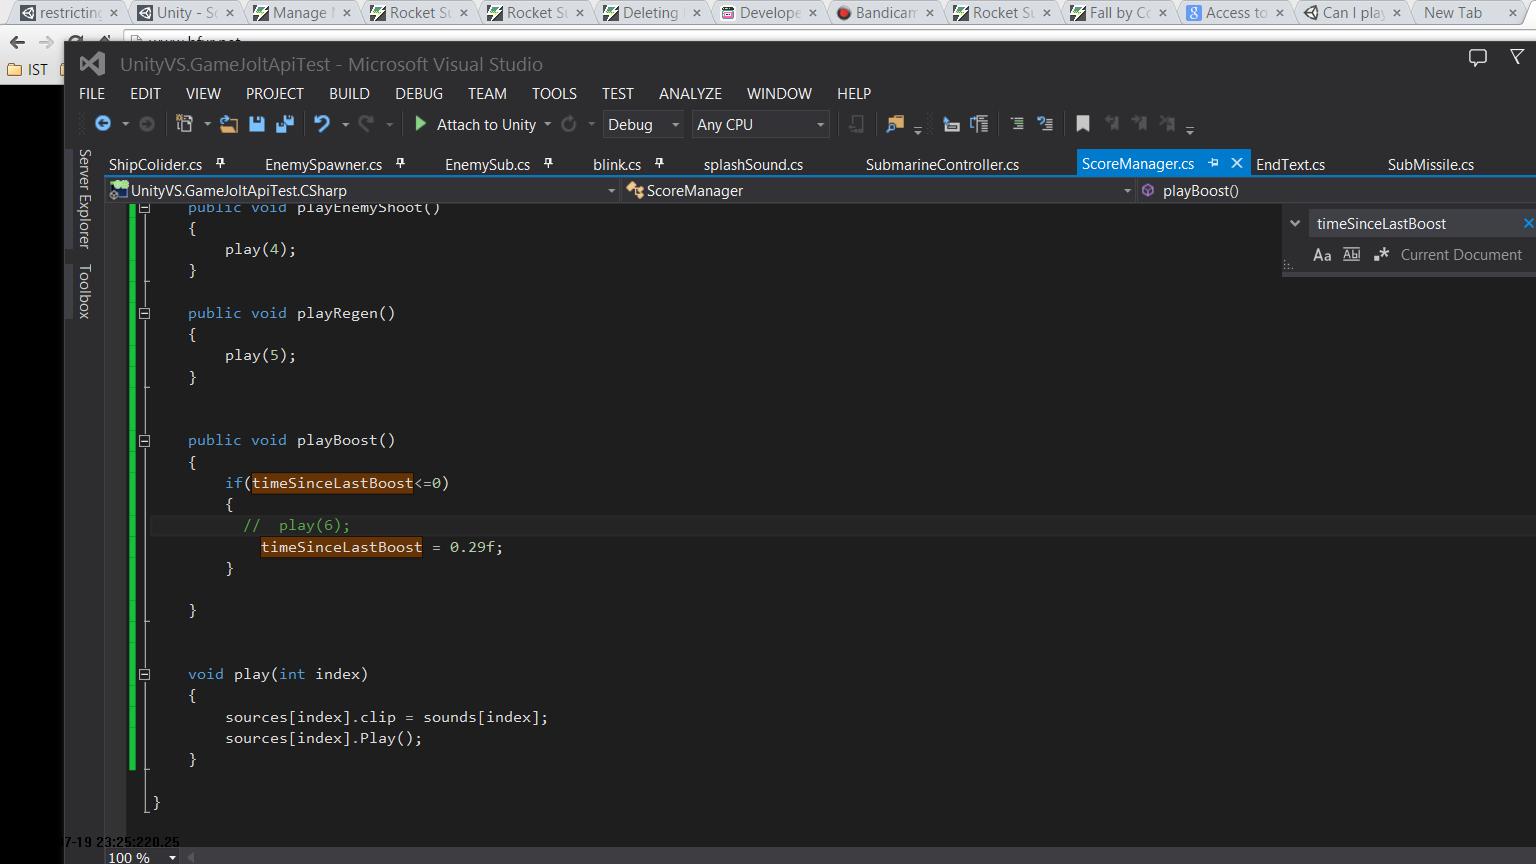 restricting
Unity - Sc
Manage
Rocket Su
Rocket Su
Deleting
Develope
Bandicam
Rocket Su
Fall by Co
Access to
Can I play
New Tab
IST
UnityVS.GameJoltApiTest - Microsoft Visual Studio
FILE EDIT VIEW PROJECT BUILD DEBUG TEAM TOOLS TEST ANALYZE WINDOW HELP
Attach to Unity Debug Any CPU
Server Explorer
Toolbox
ShipColider.cs EnemySpawner.cs EnemySub.cs blink.cs splashSound.cs SubmarineController.cs ScoreManager.cs EndText.cs SubMissile.cs
UnityVS.GameJoltApiTest.CSharp ScoreManager playBoost()
timeSinceLastBoost
Aa Abl .* Current Document
public void playEnemyShoot()
{
play(4);
}
public void playRegen()
{
play(5);
}
public void playBoost()
{
if(timeSinceLastBoost<=0)
{
// play(6);
timeSinceLastBoost = 0.29f;
}
}
void play(int index)
{
sources[index].clip = sounds[index];
sources[index].Play();
}
}
7-19 23:25:220.25
100 %